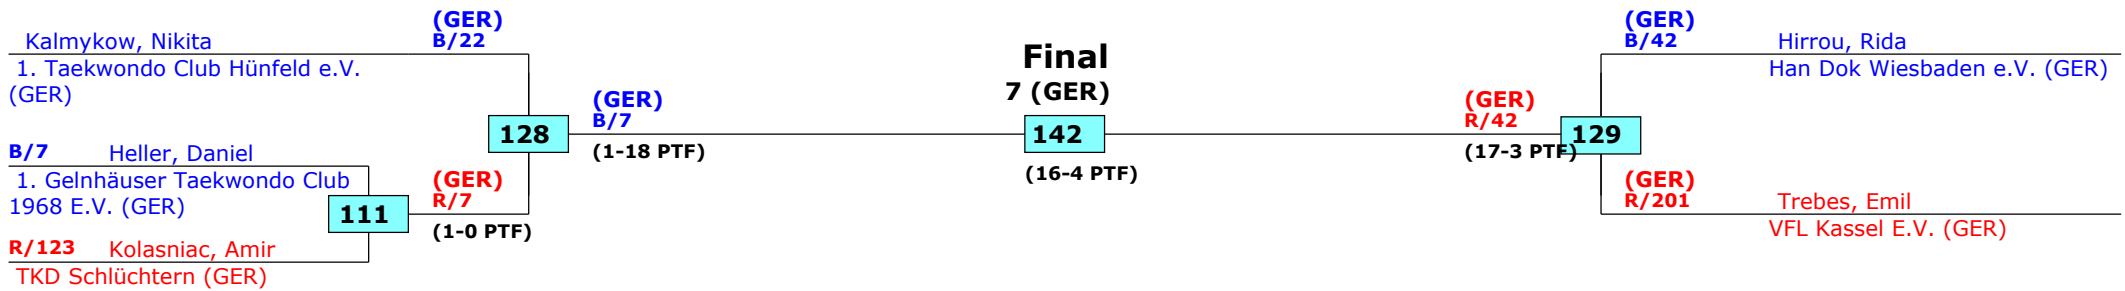 (GER)
B/22
Kalmykow, Nikita
1. Taekwondo Club Hünfeld e.V.
(GER)
B/7 Heller, Daniel
1. Gelnhäuser Taekwondo Club
1968 E.V. (GER)
R/123 Kolasniac, Amir
TKD Schlüchtern (GER)
111
(GER)
R/7
(1-0 PTF)
128
(GER)
B/7
(1-18 PTF)
Final
7 (GER)
142
(16-4 PTF)
(GER)
R/42
(17-3 PTF)
129
(GER)
B/42
Hirrou, Rida
Han Dok Wiesbaden e.V. (GER)
(GER)
R/201
Trebes, Emil
VFL Kassel E.V. (GER)